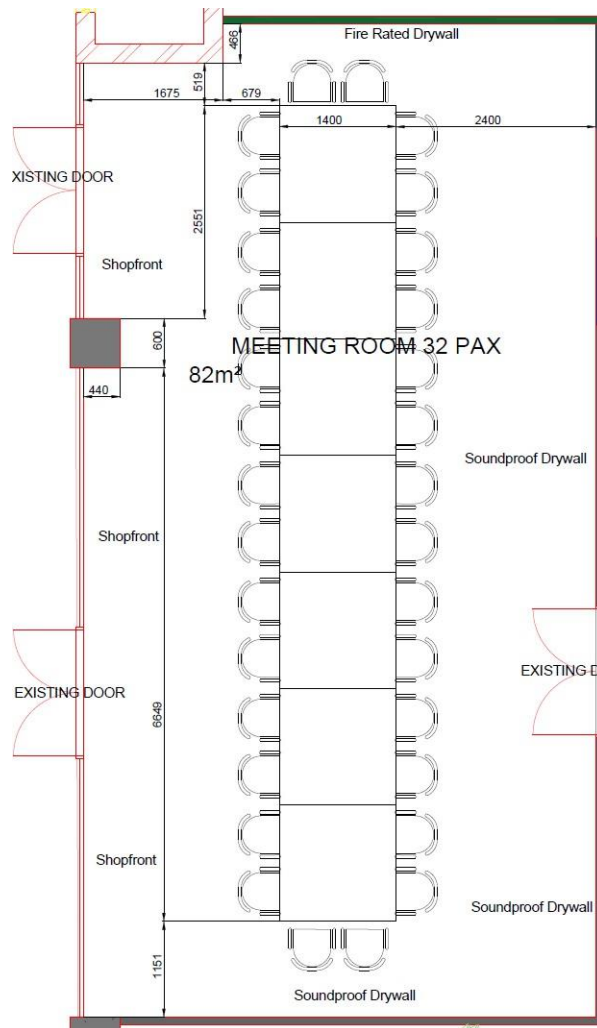 Fire Rated Drywall
466
519
1675
679
1400
2400
XISTING DOOR
2551
Shopfront
600
MEETING ROOM 32 PAX
82m²
440
Soundproof Drywall
Shopfront
EXISTING DOOR
EXISTING D
6649
Shopfront
Soundproof Drywall
1151
Soundproof Drywall